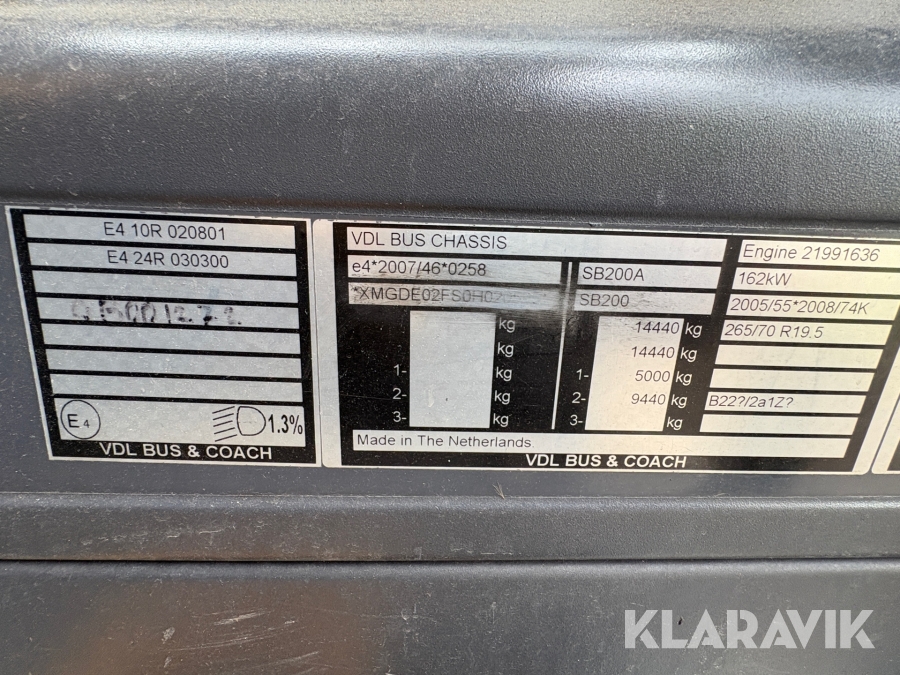 E4 10R 020801
E4 24R 030300
E4
1.3%
VDL BUS & COACH
VDL BUS CHASSIS
e4*2007/46*0258
SB200A
SB200
kg
kg
1- kg
2- kg
3- kg
14440 kg
14440 kg
1- 5000 kg
2- 9440 kg
3- kg
Made in The Netherlands.
VDL BUS & COACH
Engine 21991636
162kW
2005/55*2008/74K
265/70 R19.5
B22?/2a1Z?
KLARAVIK